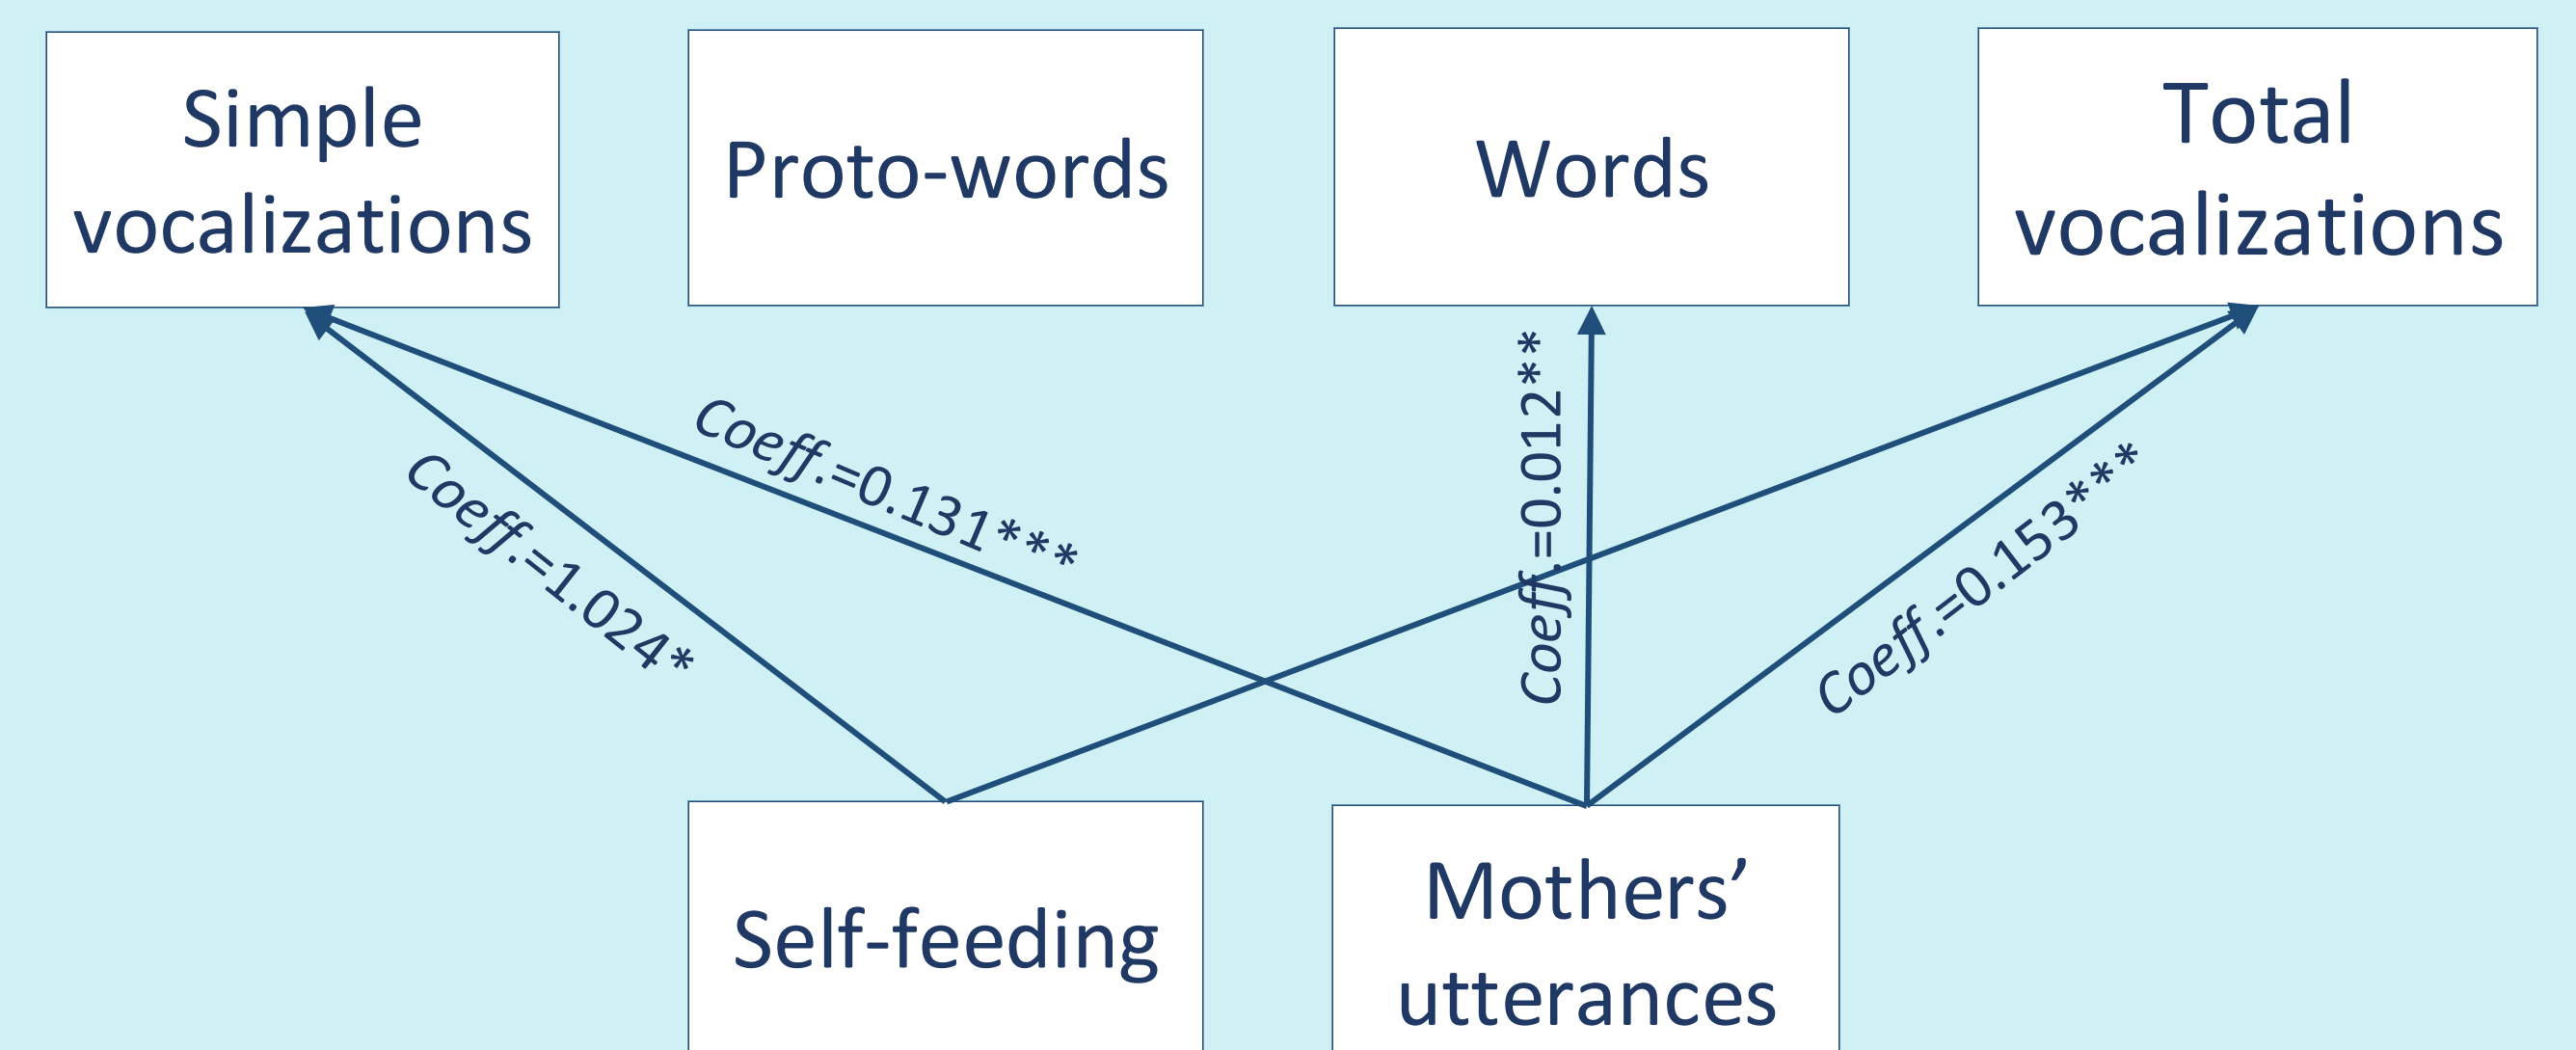 Simple
vocalizations
Proto-words
Words
Total
vocalizations
Coeff.=1.024*
Coeff.=0.131***
Coeff.=0.012**
Coeff.=0.153***
Self-feeding
Mothers’
utterances